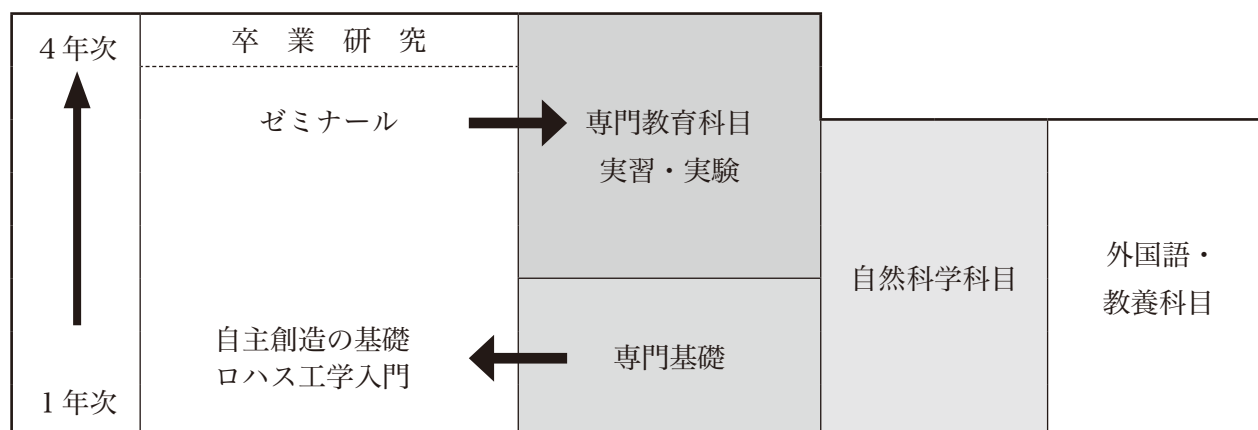 4年次
卒業研究
ゼミナール
専門教育科目
実習・実験
自然科学科目
外国語・
教養科目
自主創造の基礎
ロハス工学入門
専門基礎
1年次